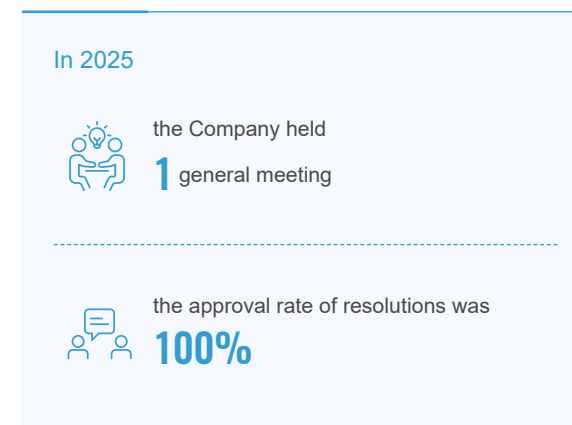 In 2025
the Company held
1 general meeting
the approval rate of resolutions was
100%